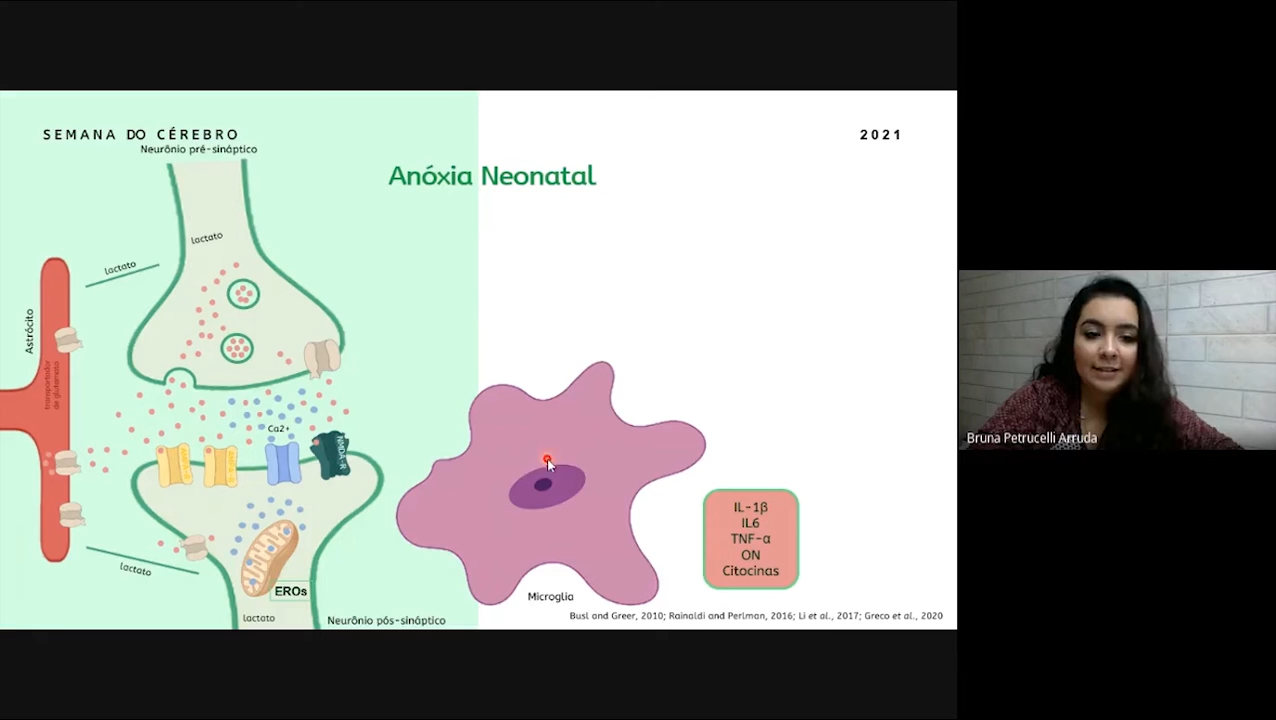 SEMANA DO CÉREBRO
2021
Neurônio pré-sináptico
Anóxia Neonatal
lactato
lactato
Astrócito
transportador
de glutamato
Ca2+
NMDA-R
lactato
EROs
lactato
Neurônio pós-sináptico
Microglia
IL-1β
IL6
TNF-α
ON
Citocinas
Busl and Greer, 2010; Rainaldi and Perlman, 2016; Li et al., 2017; Greco et al., 2020
Bruna Petrucelli Arruda